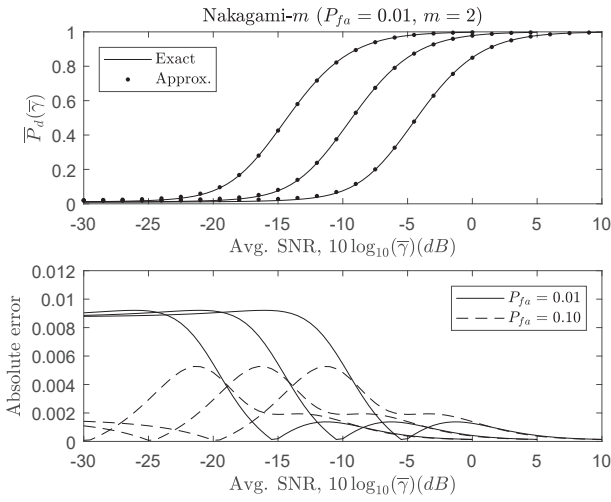 Nakagami-m (P_fa = 0.01, m = 2)
1
0.8
0.6
0.4
0.2
0
P̅_d(γ̅)
Exact
Approx.
-30 -25 -20 -15 -10 -5 0 5 10
Avg. SNR, 10 log_10(γ̅)(dB)
0.012
0.01
0.008
0.006
0.004
0.002
0
Absolute error
P_fa = 0.01
P_fa = 0.10
-30 -25 -20 -15 -10 -5 0 5 10
Avg. SNR, 10 log_10(γ̅)(dB)